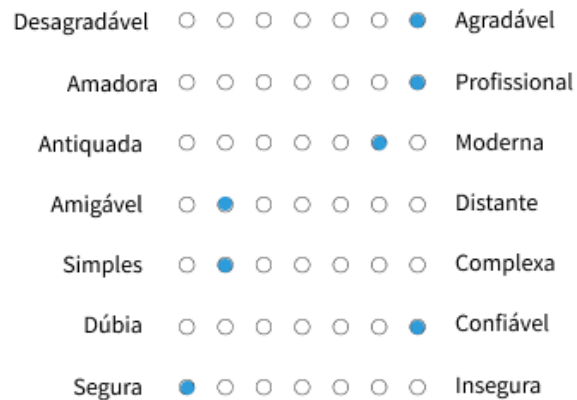 Desagradável Agradável
Amadora Profissional
Antiquada Moderna
Amigável Distante
Simples Complexa
Dúbia Confiável
Segura Insegura